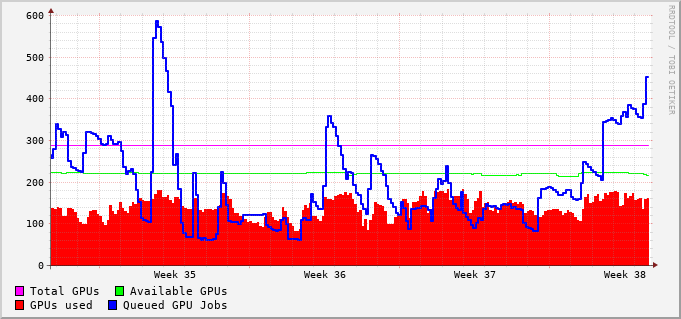 600
500
400
300
200
100
0
Week 35 Week 36 Week 37 Week 38
Total GPUs Available GPUs
GPUs used Queued GPU Jobs
RRDTOOL / TOBI OETIKER